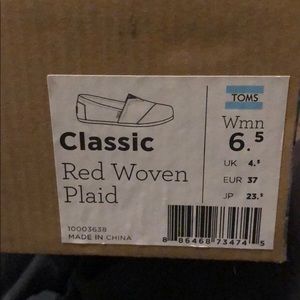 TOMS
Classic
Red Woven
Plaid
10003638
MADE IN CHINA
Wmn
6.5
UK 4.5
EUR 37
JP 23.5
8 86468 73474 5